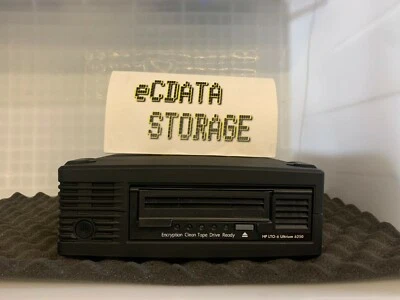 eCDATA
STORAGE
Encryption Clean Tape Drive Ready
HP LTO-6 Ultrium 6250